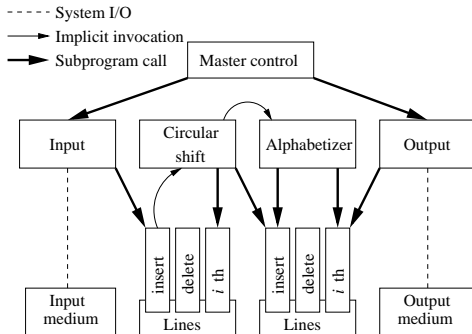 System I/O
Implicit invocation
Subprogram call
Master control
Input
Circular
shift
Alphabetizer
Output
insert
delete
i th
insert
delete
i th
Input
medium
Lines
Lines
Output
medium